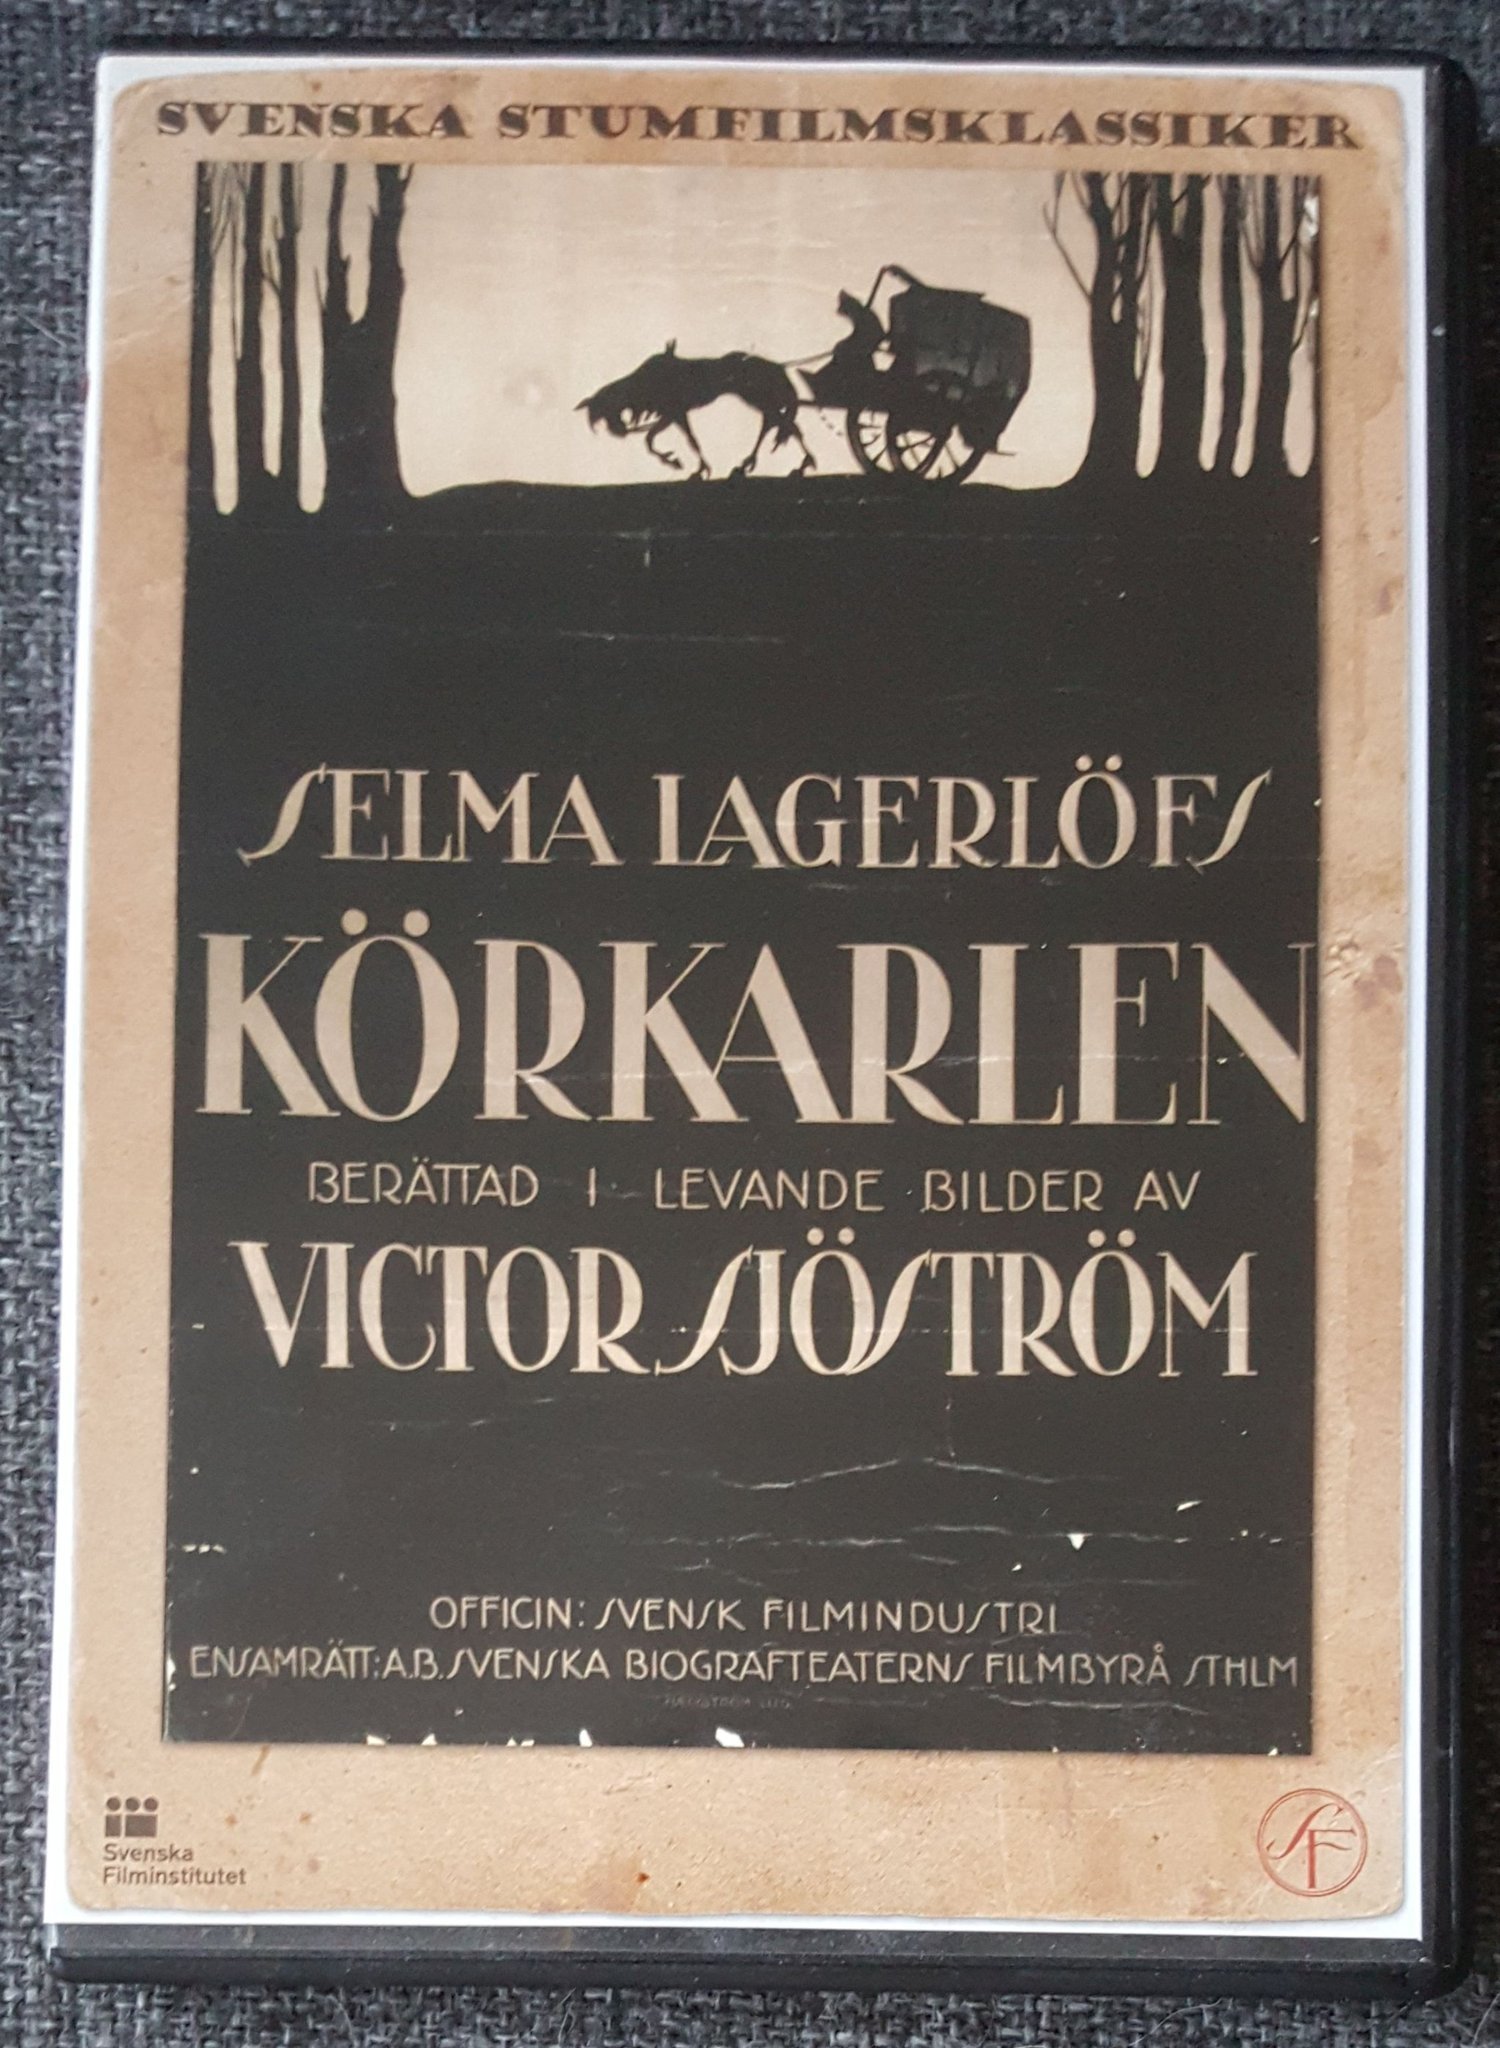 SVENSKA STUMFILMSKLASSIKER
SELMA LAGERLÖFS
KÖRKARLEN
BERÄTTAD I LEVANDE BILDER AV
VICTOR SJÖSTRÖM
OFFICIN: SVENSK FILMINDUSTRI
ENSAMRÄTT: A.B. SVENSKA BIOGRAFTEATERNS FILMBYRÅ STHLM
Svenska
Filminstitutet
SF